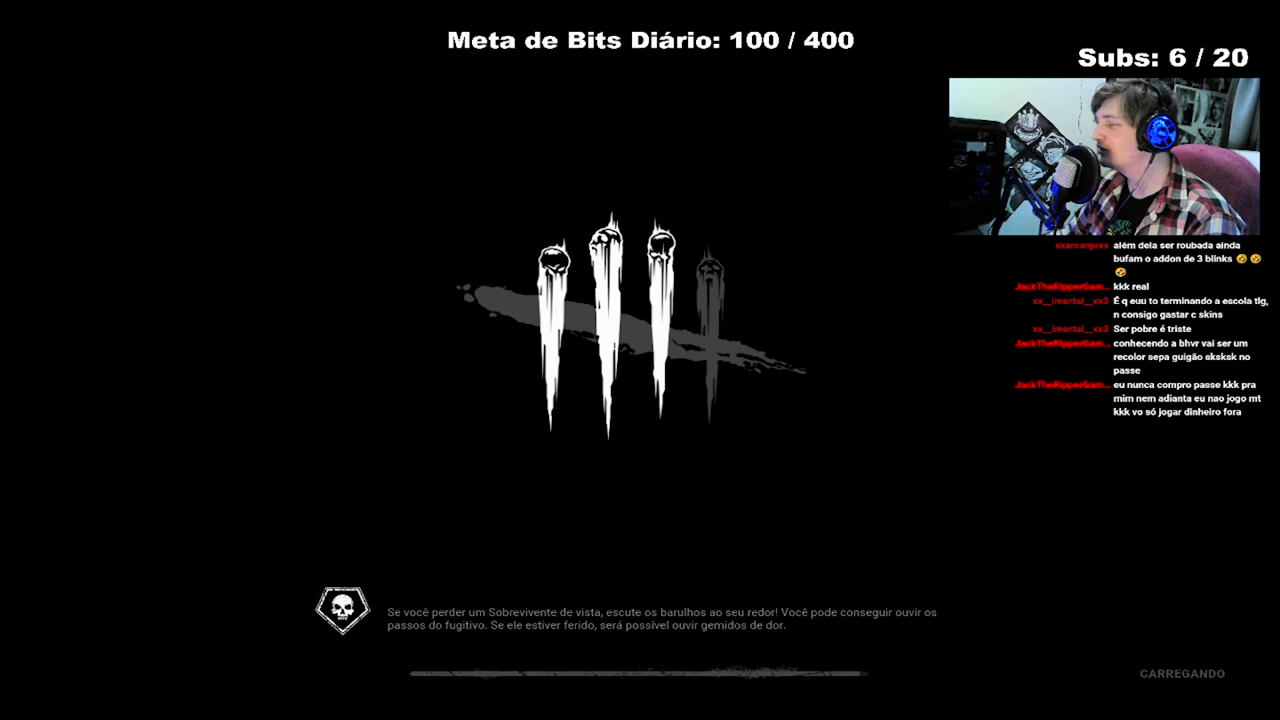 Meta de Bits Diário: 100 / 400
Subs: 6 / 20
xxarcanjoxx além dela ser roubada ainda
bufam o addon de 3 blinks 🤣 🤣
🤣
JackTheRipperGam... kkk real
xx__imortal__xx3 É q euu to terminando a escola tlg,
n consigo gastar c skins
xx__imortal__xx3 Ser pobre é triste
JackTheRipperGam... conhecendo a bhvr vai ser um
recolor sepa guigão sksksk no
passe
JackTheRipperGam... eu nunca compro passe kkk pra
mim nem adianta eu nao jogo mt
kkk vo só jogar dinheiro fora
Se você perder um Sobrevivente de vista, escute os barulhos ao seu redor! Você pode conseguir ouvir os
passos do fugitivo. Se ele estiver ferido, será possível ouvir gemidos de dor.
CARREGANDO